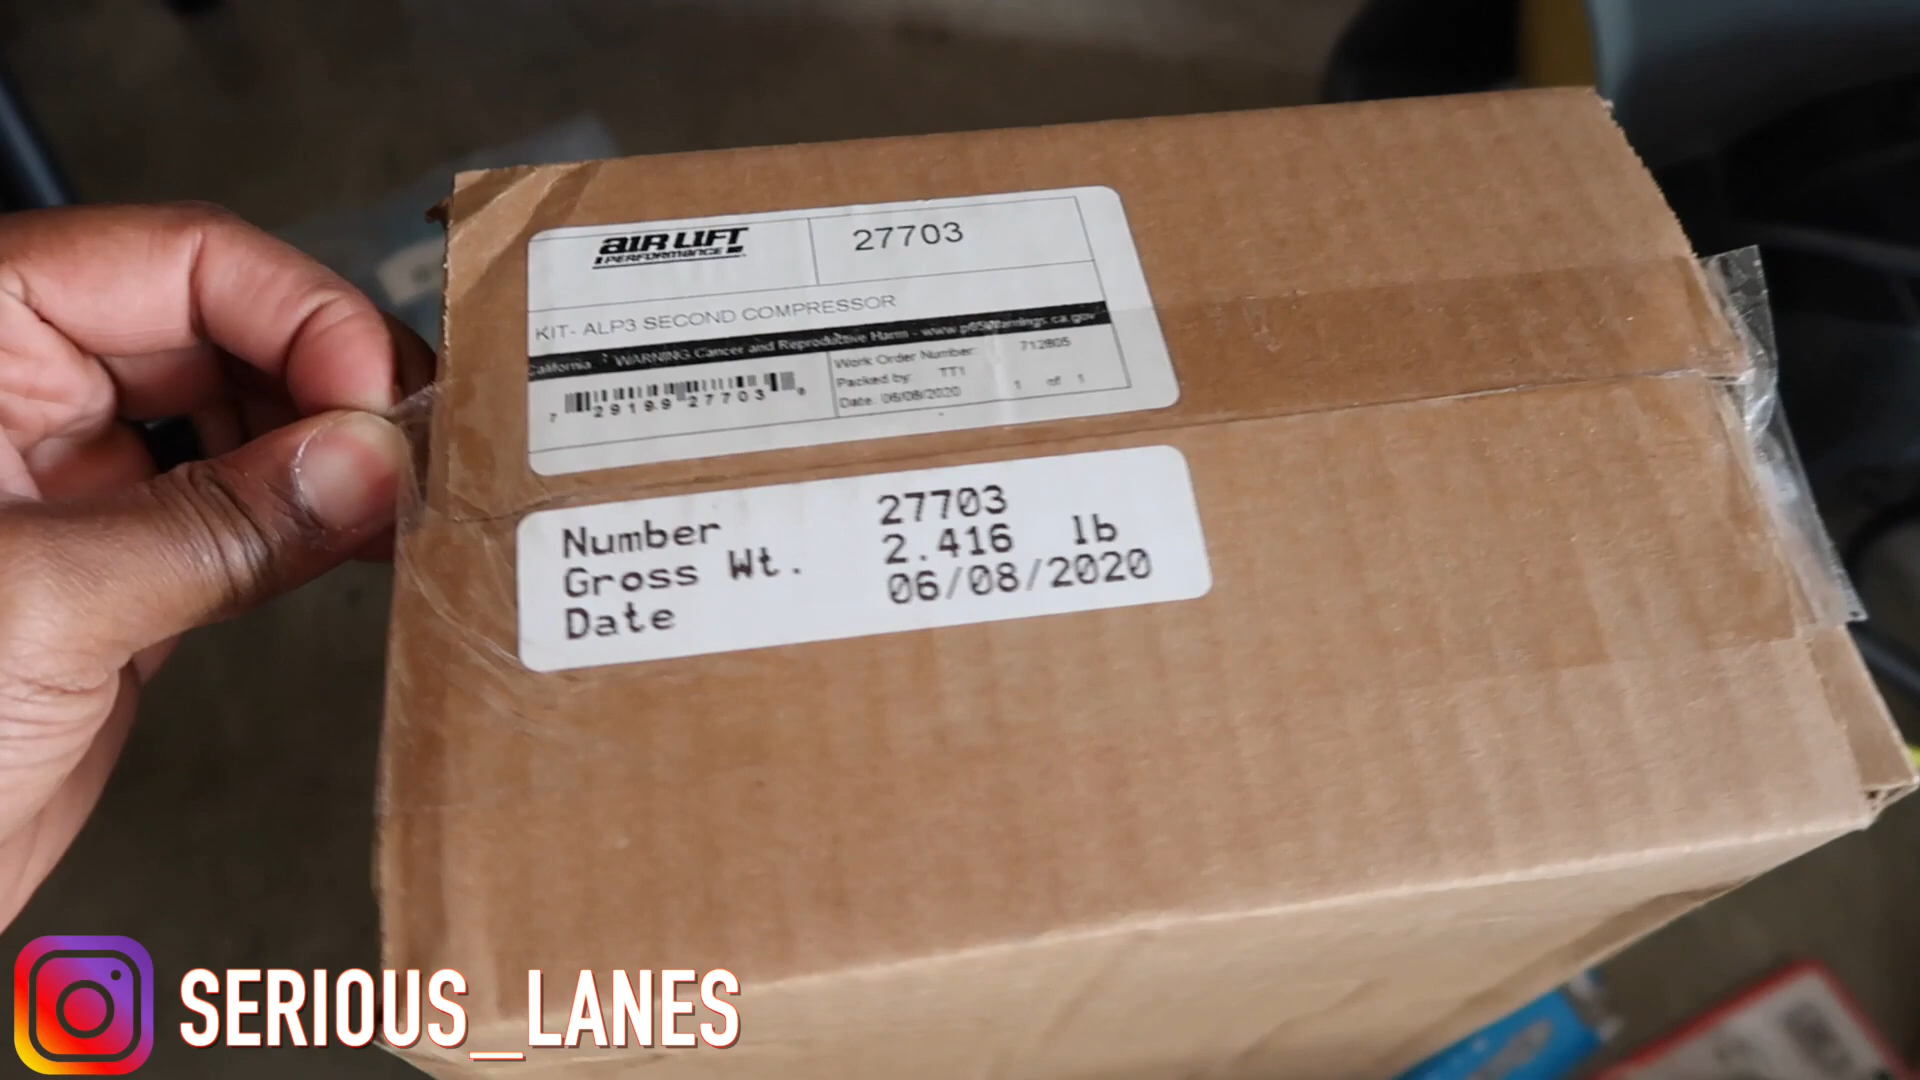 AIR LIFT
PERFORMANCE
27703
KIT- ALP3 SECOND COMPRESSOR
California WARNING Cancer and Reproductive Harm - www.p65Warnings.ca.gov
7 29199 27703
Work Order Number: 712805
Packed by: TT1
Date: 06/08/2020 1 of 1
Number 27703
Gross Wt. 2.416 lb
Date 06/08/2020
SERIOUS_LANES